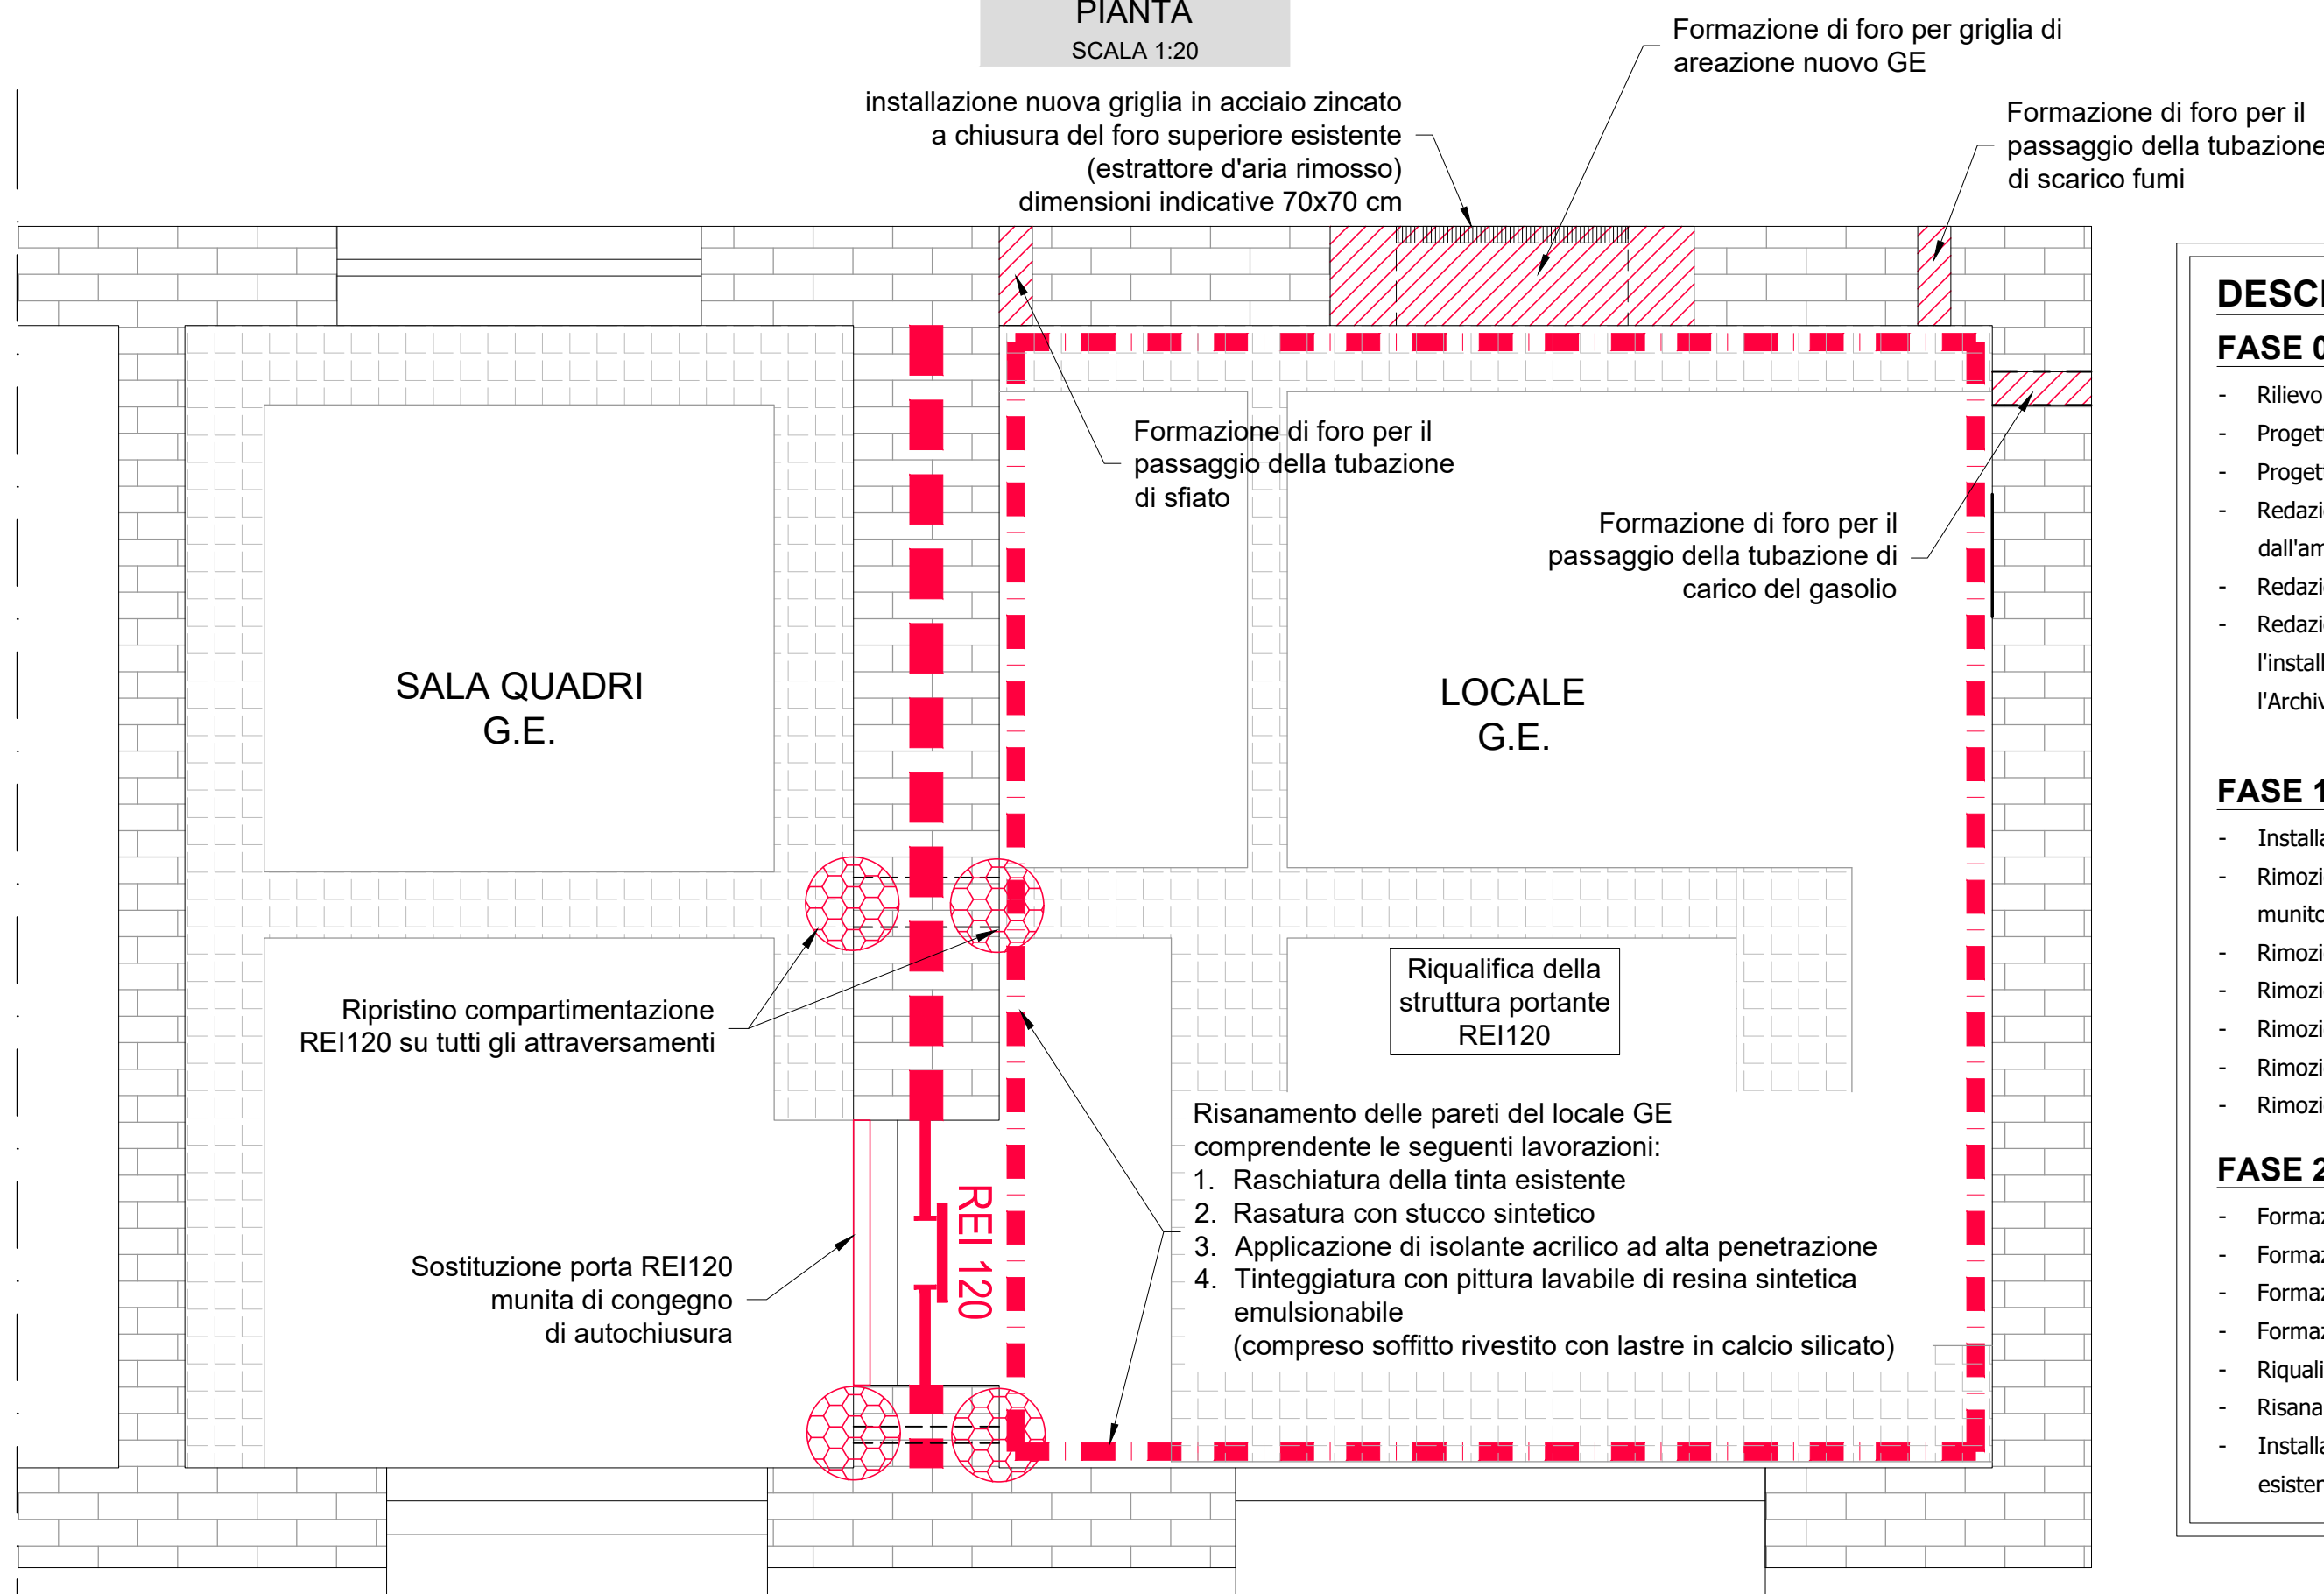 PIANTA
SCALA 1:20
Formazione di foro per griglia di
areazione nuovo GE
installazione nuova griglia in acciaio zincato
a chiusura del foro superiore esistente
(estrattore d'aria rimosso)
dimensioni indicative 70x70 cm
Formazione di foro per il
passaggio della tubazione
di scarico fumi
Formazione di foro per il
passaggio della tubazione
di sfiato
Formazione di foro per il
passaggio della tubazione di
carico del gasolio
SALA QUADRI
G.E.
LOCALE
G.E.
Ripristino compartimentazione
REI120 su tutti gli attraversamenti
Riqualifica della
struttura portante
REI120
Risanamento delle pareti del locale GE
comprendente le seguenti lavorazioni:
1. Raschiatura della tinta esistente
2. Rasatura con stucco sintetico
3. Applicazione di isolante acrilico ad alta penetrazione
4. Tinteggiatura con pittura lavabile di resina sintetica
emulsionabile
(compreso soffitto rivestito con lastre in calcio silicato)
Sostituzione porta REI120
munita di congegno
di autochiusura
REI 120
FASE 0
- Rilievo
- Proget
- Proget
- Redazi
dall'am
- Redazi
- Redazi
l'install
l'Archiv
FASE 1
- Installa
- Rimozi
munito
- Rimozi
- Rimozi
- Rimozi
- Rimozi
- Rimozi
FASE 2
- Forma
- Forma
- Forma
- Forma
- Riquali
- Risana
- Installa
esisten